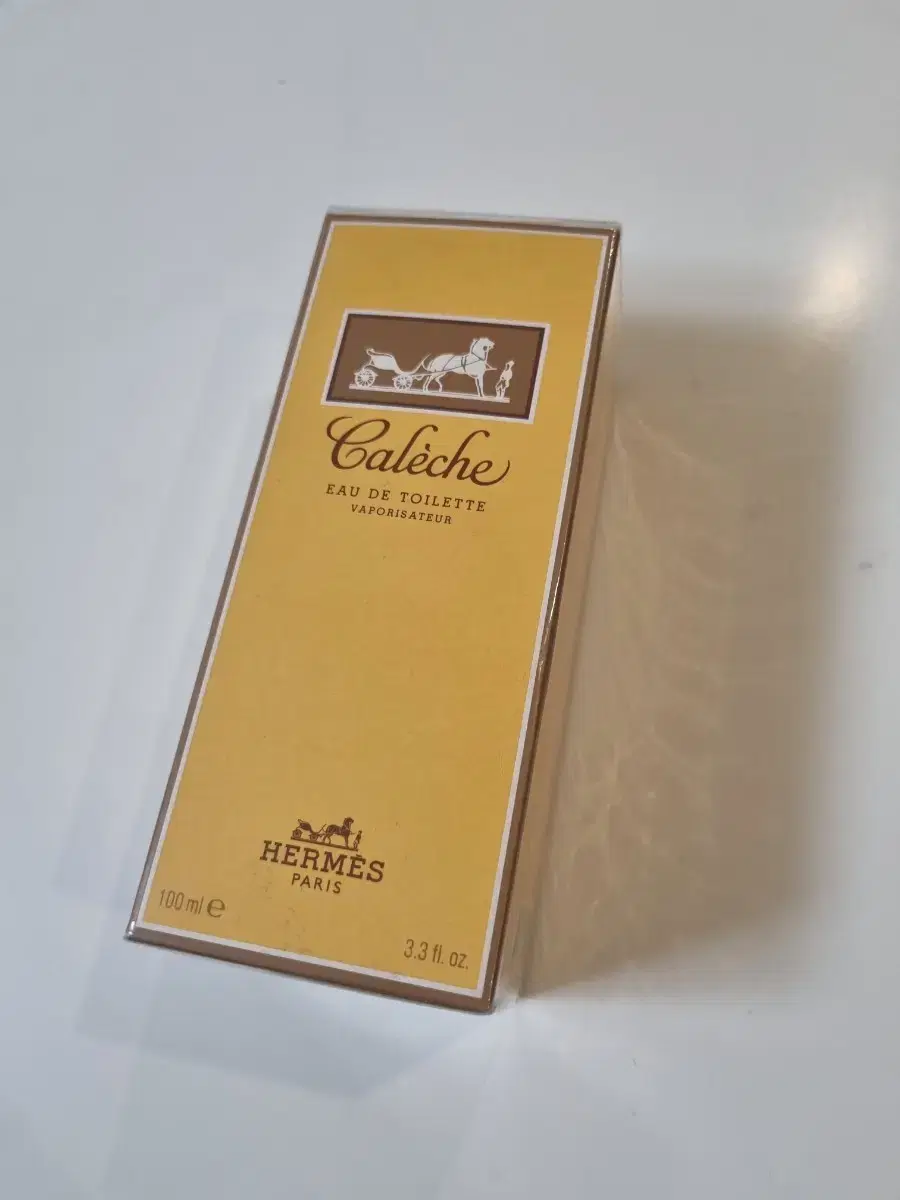 Calèche
EAU DE TOILETTE
VAPORISATEUR
HERMÈS
PARIS
100 ml e
3.3 fl. oz.